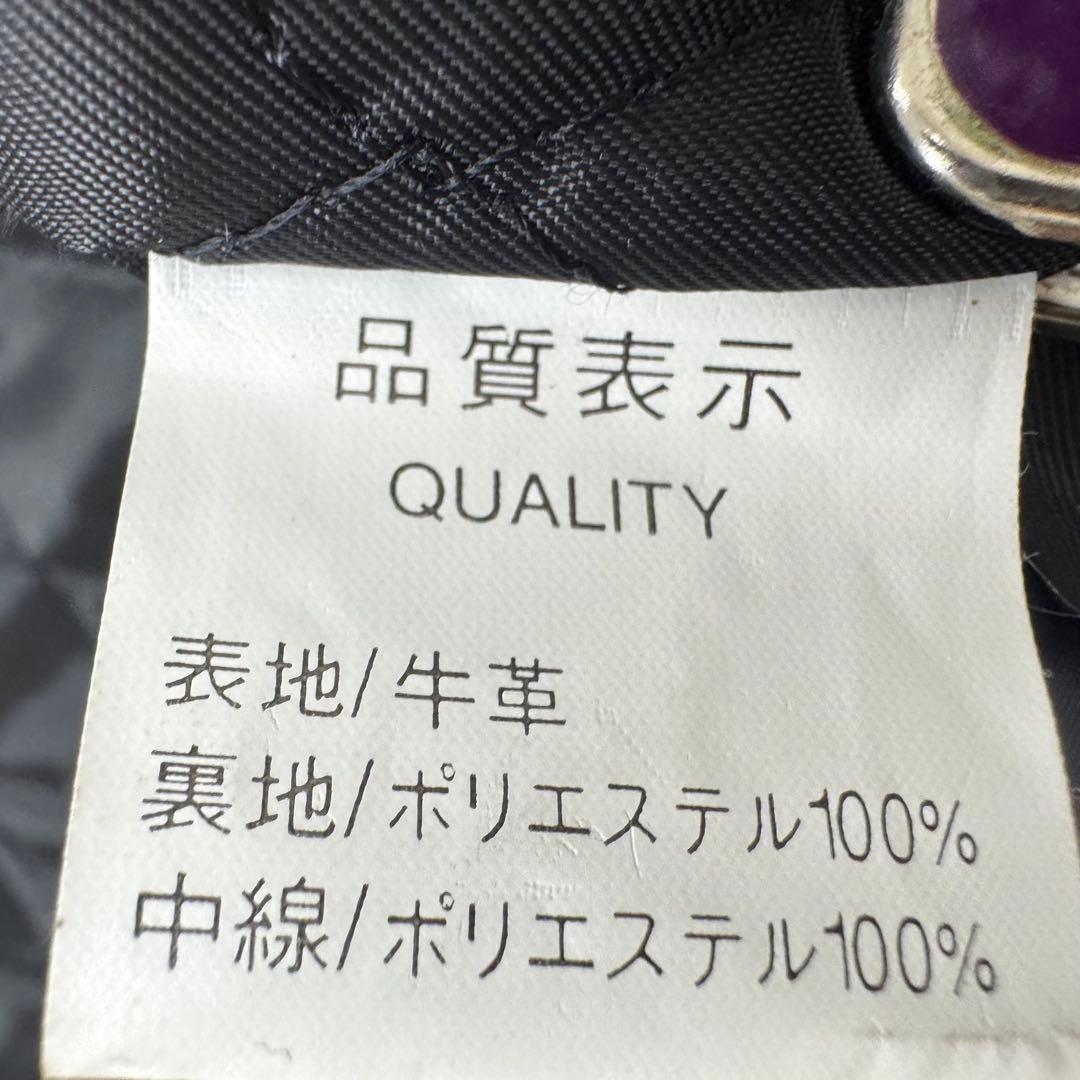 品質表示
QUALITY
表地/牛革
裏地/ポリエステル100%
中線/ポリエステル100%